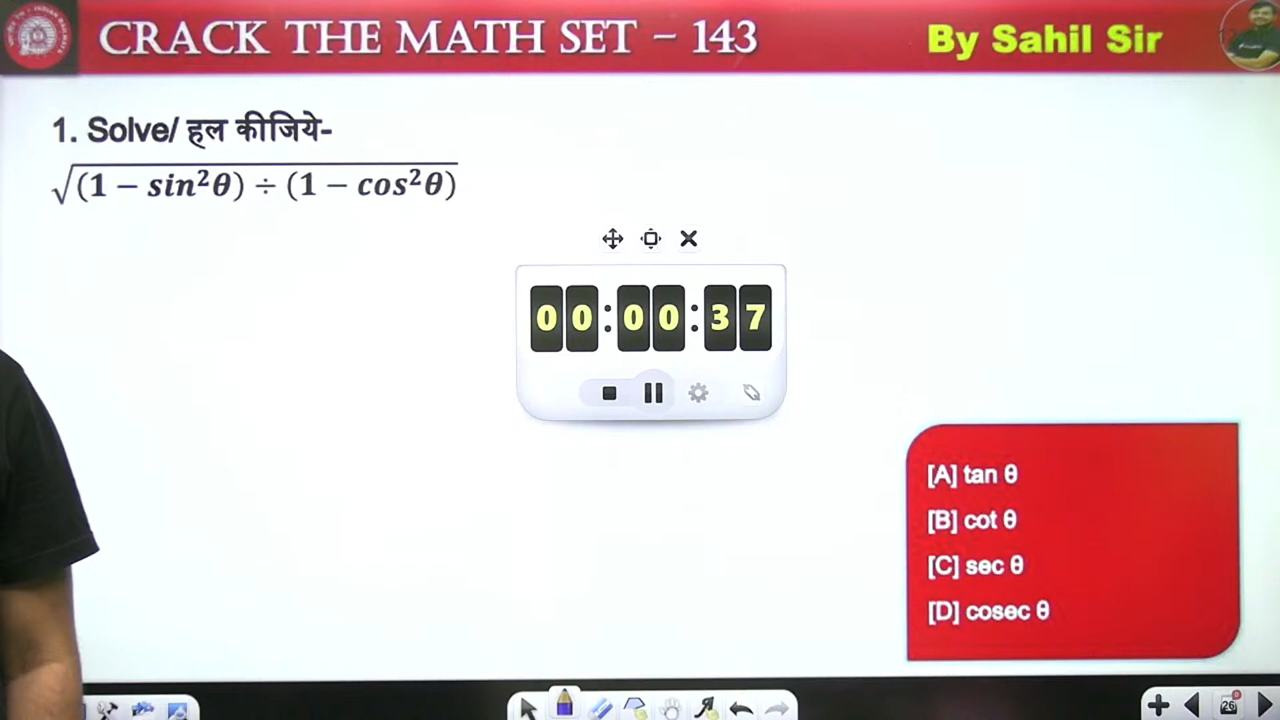 CRACK THE MATH SET – 143
By Sahil Sir
1. Solve/ हल कीजिये-
√(1 − sin²θ) ÷ (1 − cos²θ)
00:00:37
[A] tan θ
[B] cot θ
[C] sec θ
[D] cosec θ
26